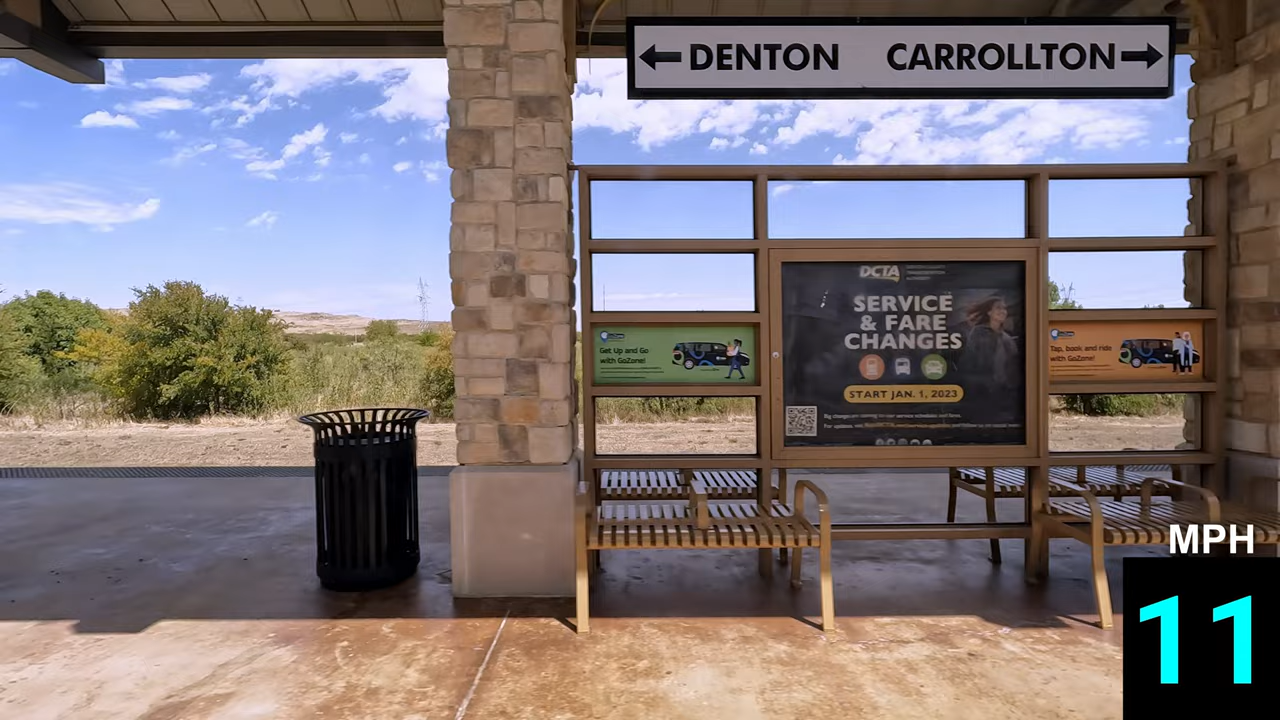 DENTON CARROLLTON
DCTA
SERVICE
& FARE
CHANGES
START JAN. 1, 2023
Get Up and Go
with GoZone!
Tap, book and ride
with GoZone!
MPH
11